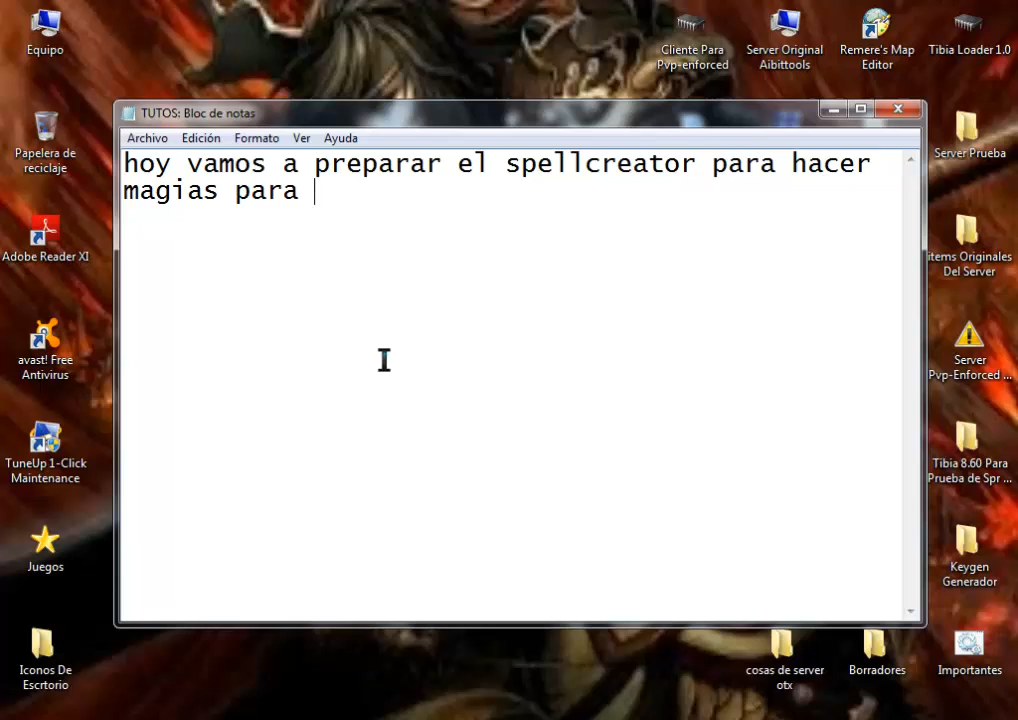 Equipo
Cliente Para
Pvp-enforced
Server Original
Aibittools
Remere's Map
Editor
Tibia Loader 1.0
TUTOS: Bloc de notas
Archivo Edición Formato Ver Ayuda
hoy vamos a preparar el spellcreator para hacer
magias para
Papelera de
reciclaje
Server Prueba
Adobe Reader XI
items Originales
Del Server
avast! Free
Antivirus
Server
Pvp-Enforced ...
TuneUp 1-Click
Maintenance
Tibia 8.60 Para
Prueba de Spr ...
Juegos
Keygen
Generador
Iconos De
Escrtorio
cosas de server
otx
Borradores
Importantes